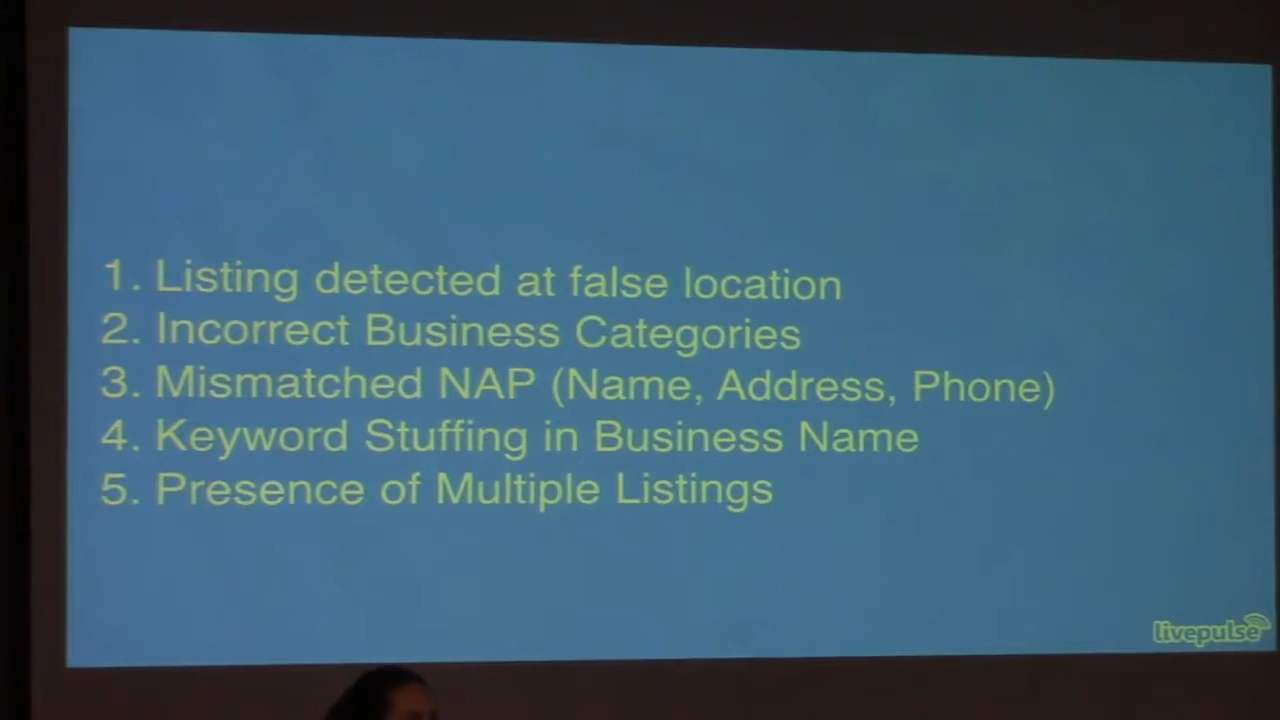 1. Listing detected at false location
2. Incorrect Business Categories
3. Mismatched NAP (Name, Address, Phone)
4. Keyword Stuffing in Business Name
5. Presence of Multiple Listings
livepulse